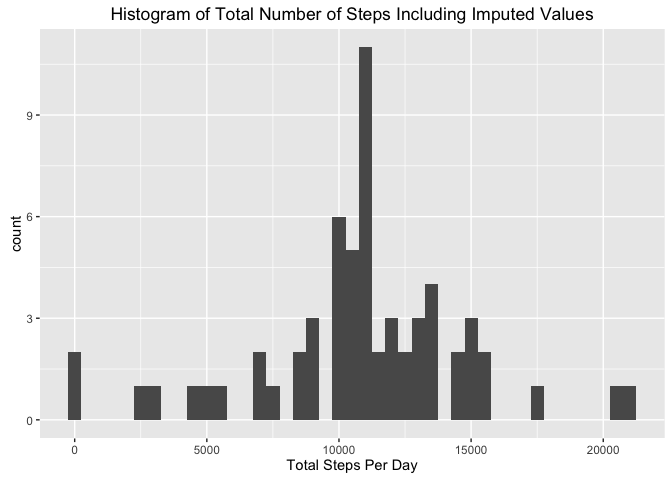 Histogram of Total Number of Steps Including Imputed Values
count
9
6
3
0
0 5000 10000 15000 20000
Total Steps Per Day